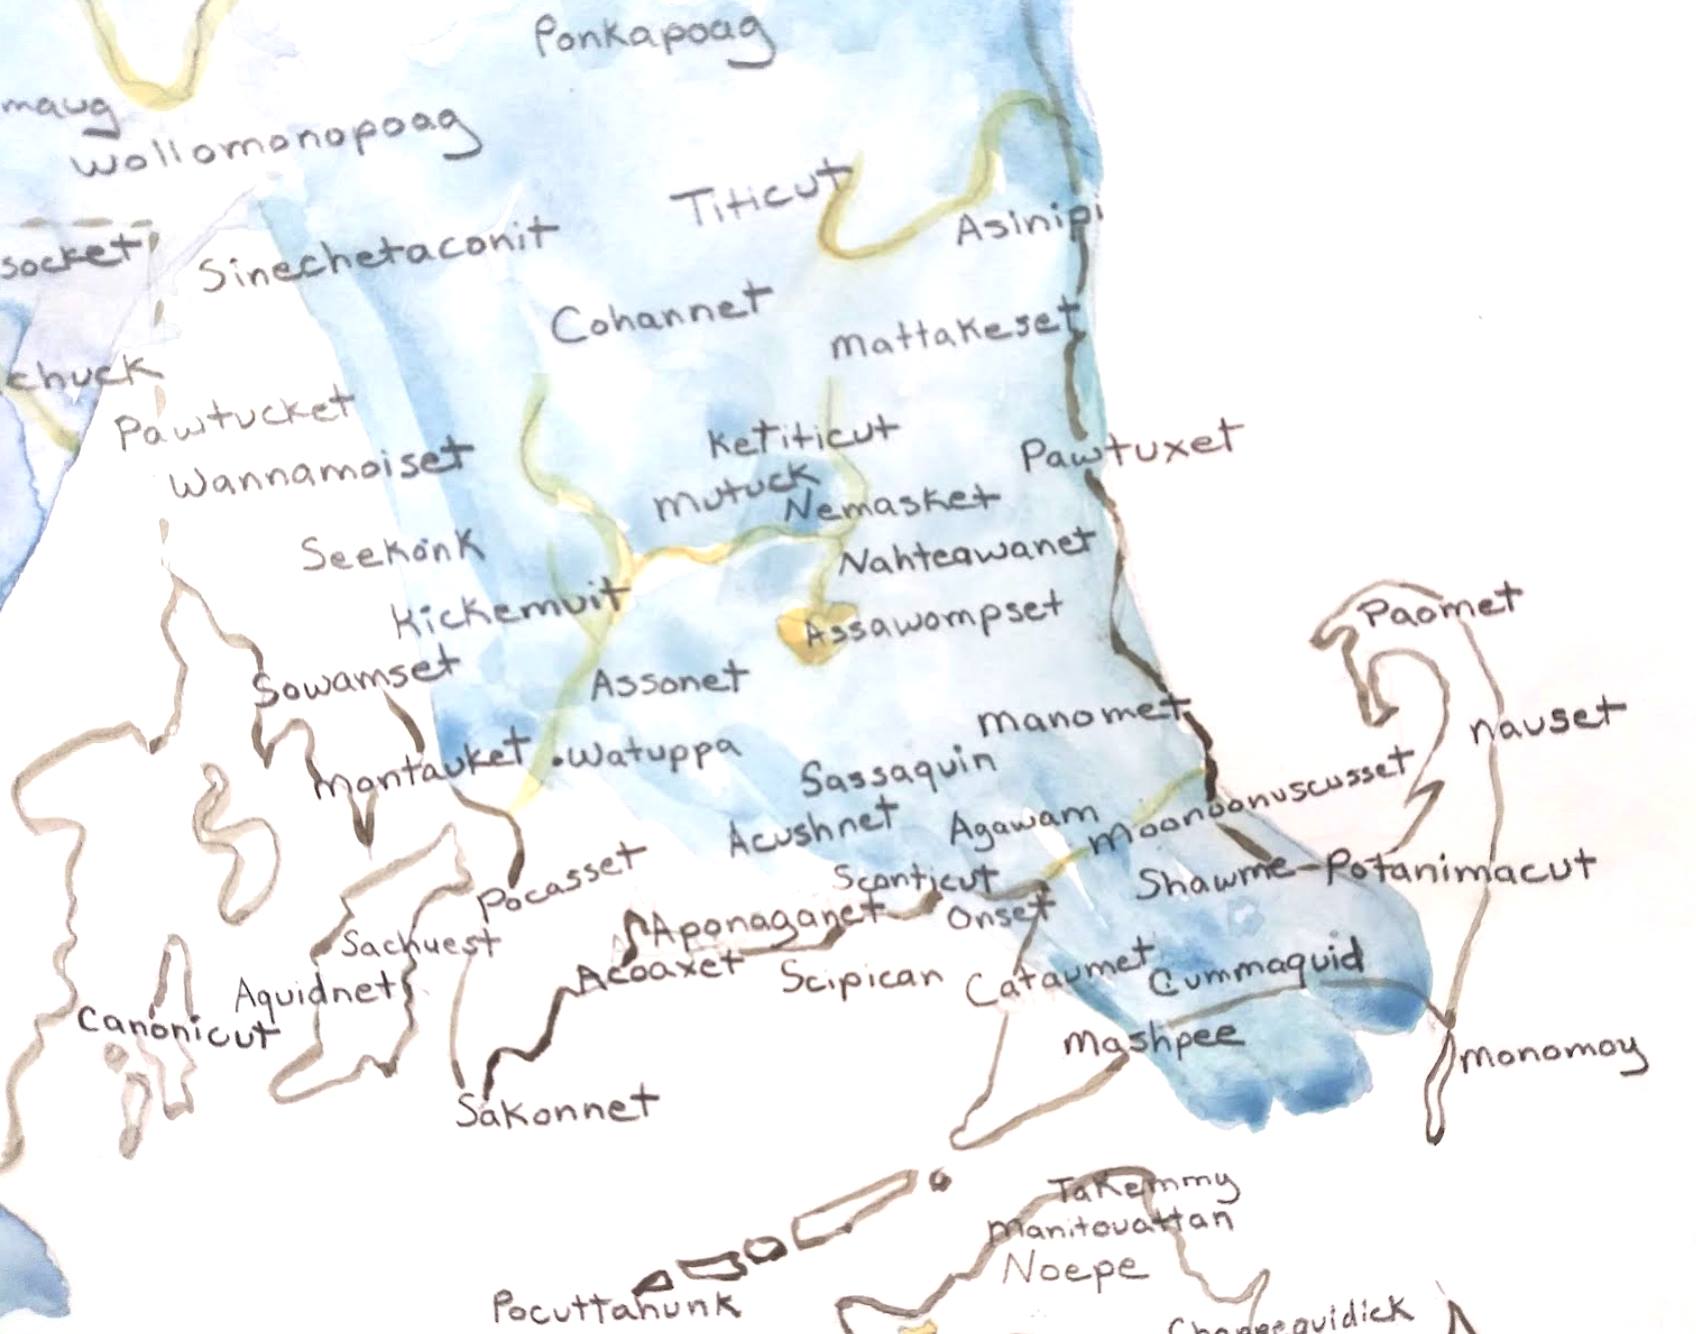 Ponkapoag
maug
Wollomonopoag
Titicut
Asinipi
socket
Sinechetaconit
Cohannet
Mattakeset
chuck
Pawtucket
Ketiticut
Pawtuxet
Wannamoiset
Mutuck
Nemasket
Seekonk
Nahteawanet
Kickemuit
Assawompset
Paomet
Sowamset
Assonet
Manomet
Nauset
Montauket
Watuppa
Sassaquin
Moonoonuscusset
Acushnet
Agawam
Pocasset
Sconticut
Shawme-Potanimacut
Aponaganet
Onset
Sachuest
Acoaxet
Scipican
Cataumet
Cummaquid
Aquidnet
Canonicut
Mashpee
Monomoy
Sakonnet
Takemmy
Manitouattan
Noepe
Pocuttahunk